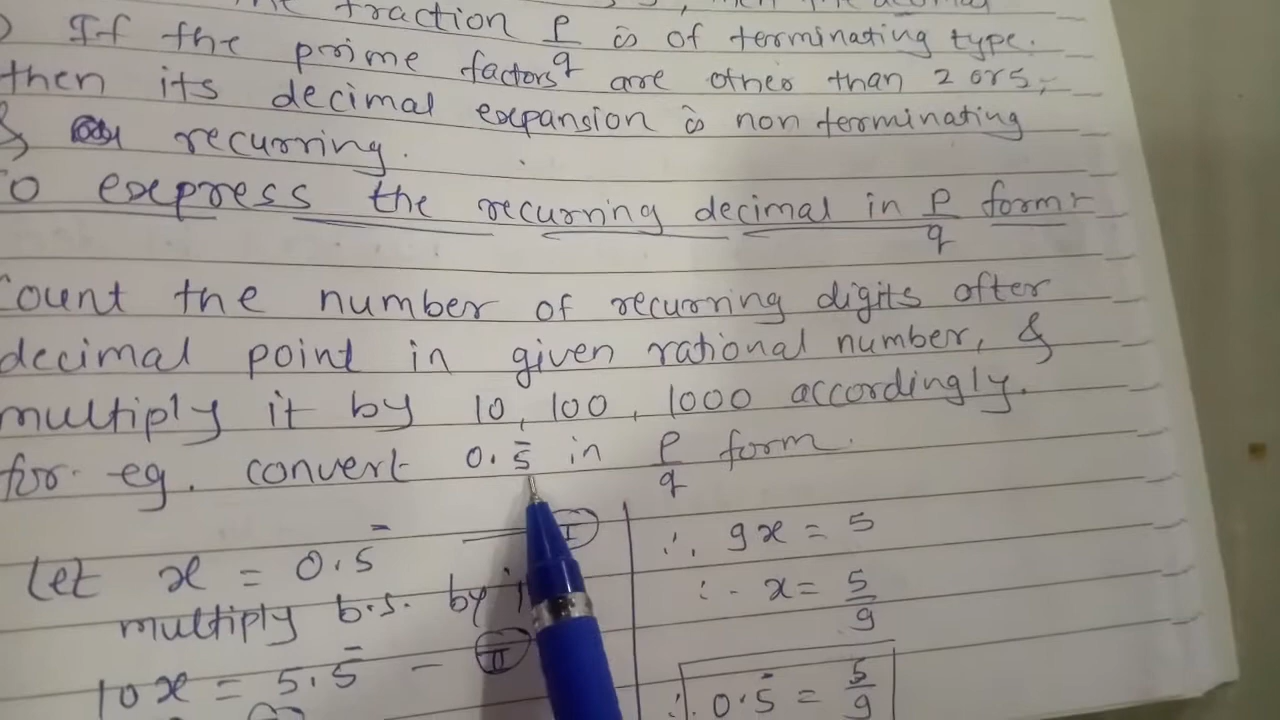 fraction p/q is of terminating type.
If the prime factors are other than 2 or 5,
then its decimal expansion is non terminating
& recurring.
to express the recurring decimal in p/q form:-
Count the number of recurring digits after
decimal point in given rational number, &
multiply it by 10, 100, 1000 accordingly.
for eg. convert 0.5̅ in p/q form.
Let x = 0.5̅ — I
multiply b.s. by
10x = 5.5̅ — II
∴ 9x = 5
∴ x = 5/9
∴ 0.5̅ = 5/9